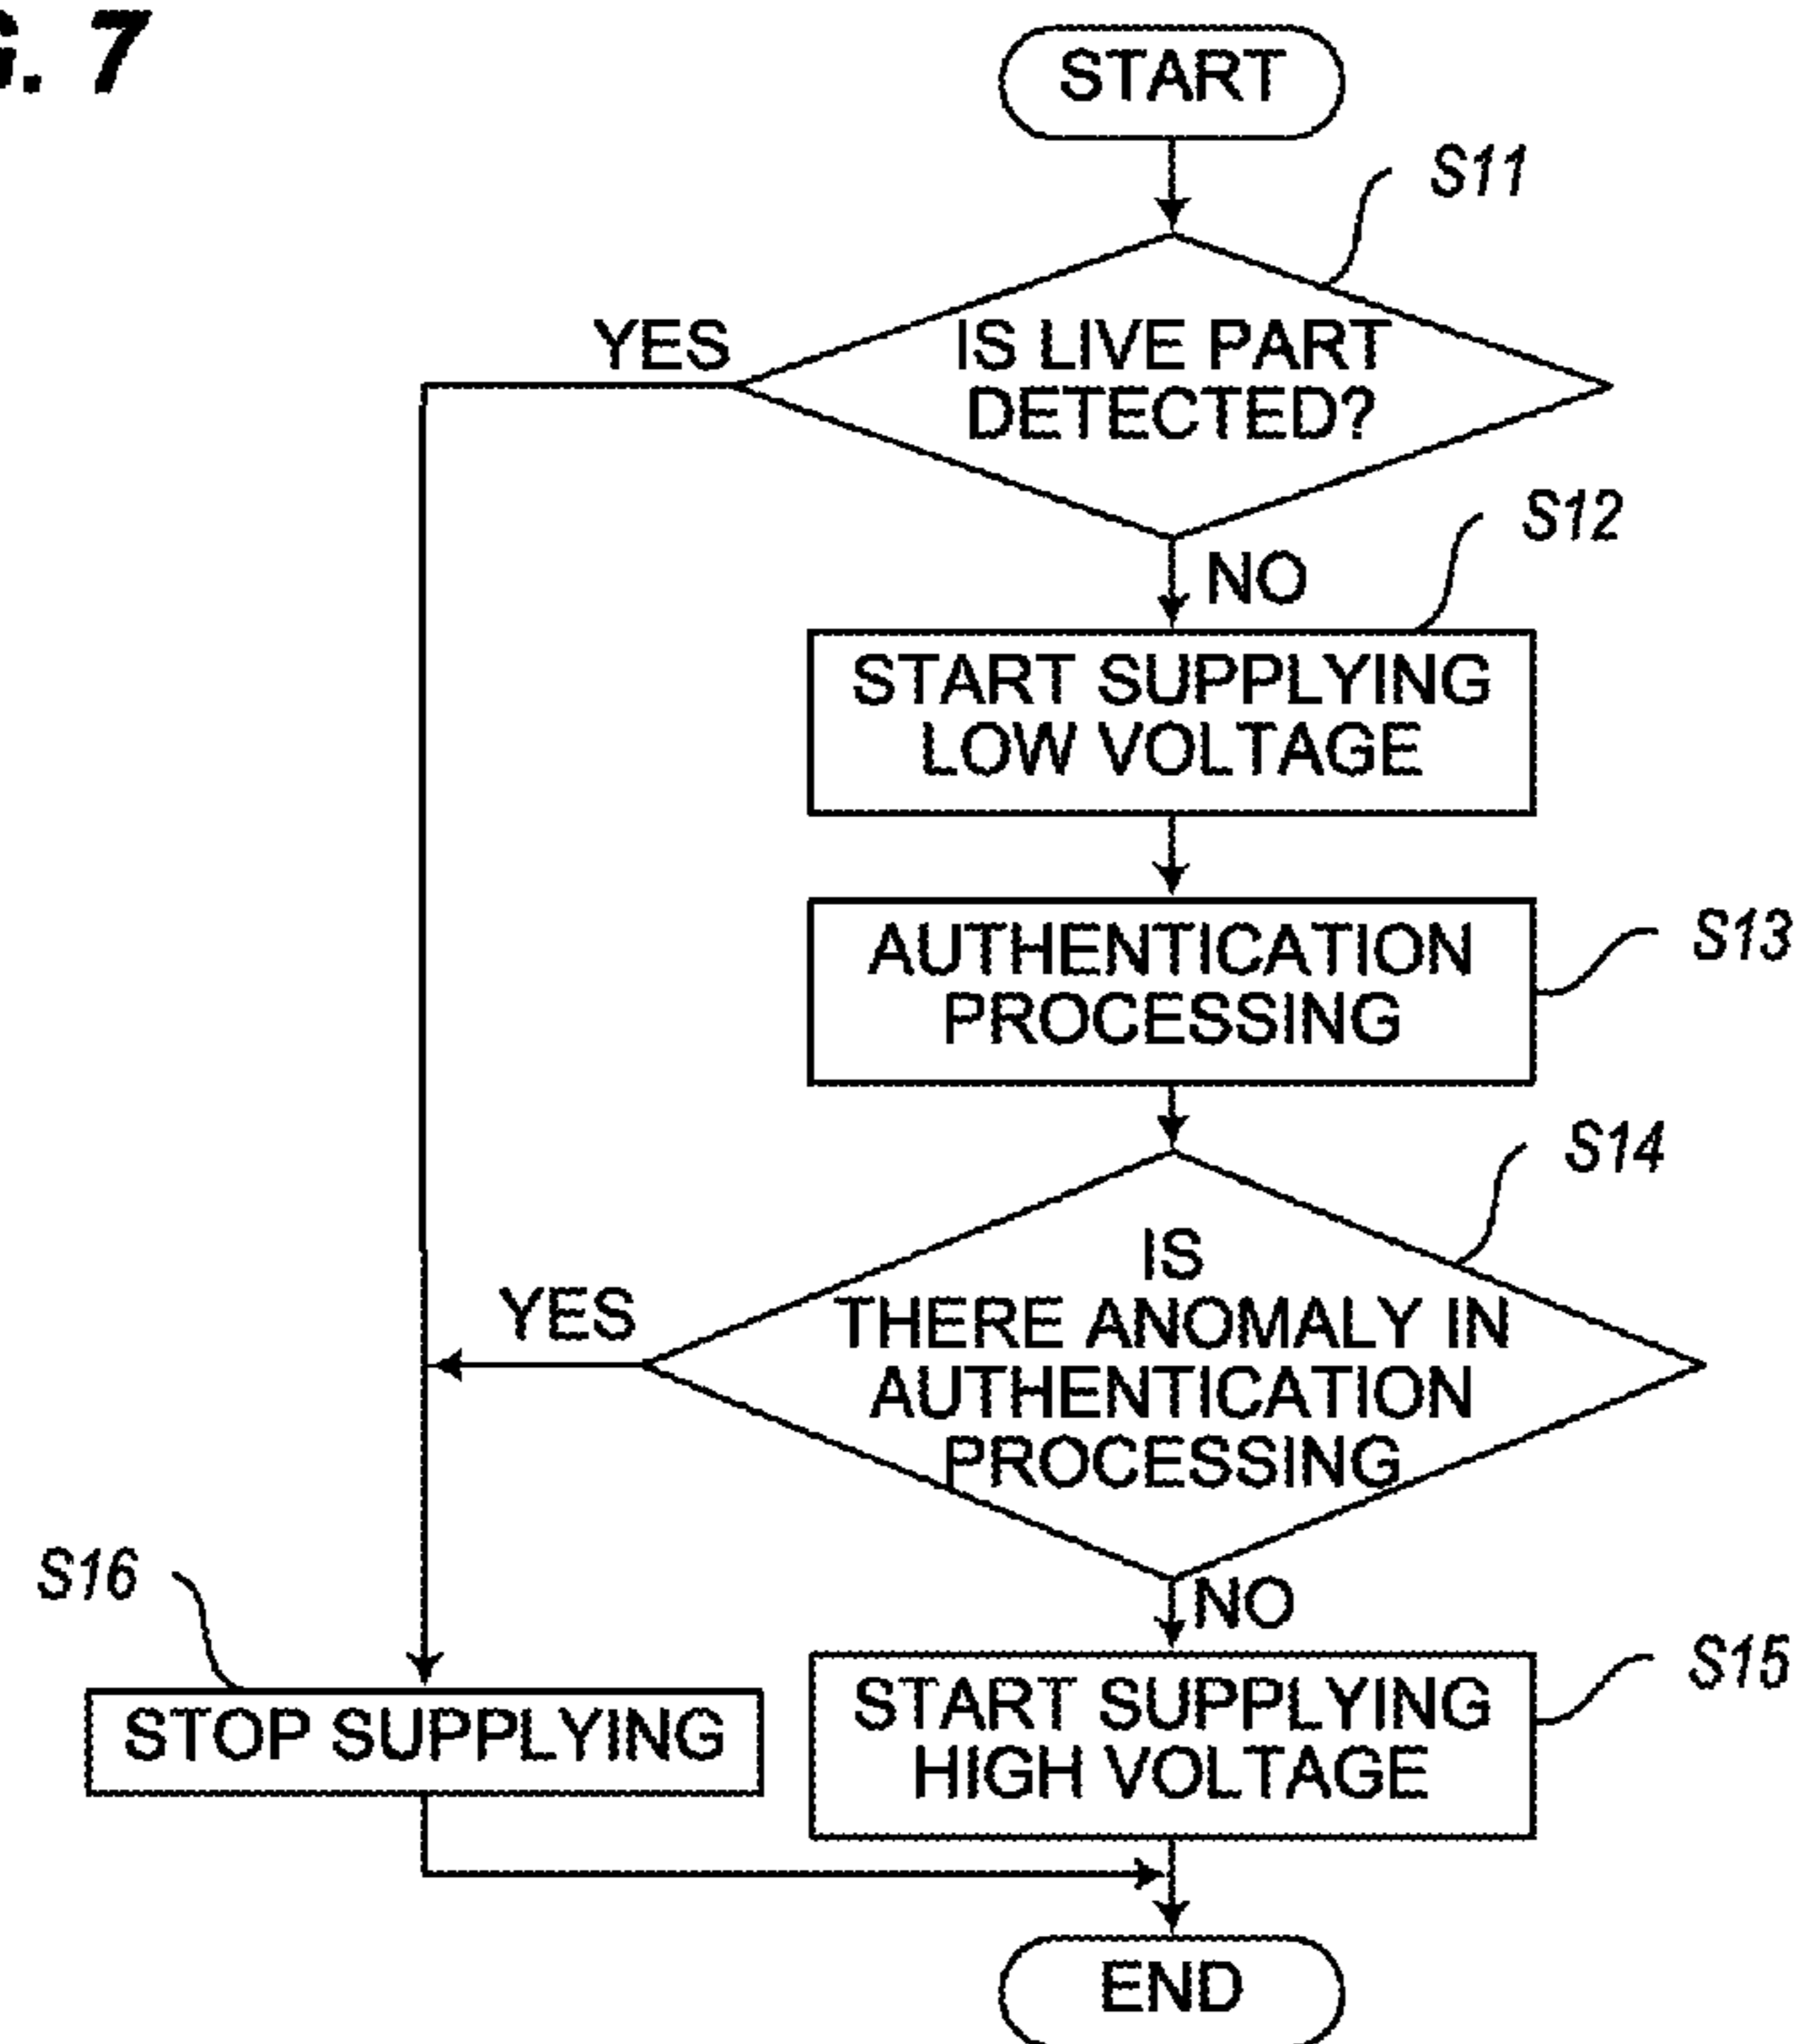 G. 7
START
S11
YES
IS LIVE PART
DETECTED?
S12
NO
START SUPPLYING
LOW VOLTAGE
AUTHENTICATION
PROCESSING
S13
S14
IS
THERE ANOMALY IN
AUTHENTICATION
PROCESSING
YES
S16
NO
STOP SUPPLYING
START SUPPLYING
HIGH VOLTAGE
S15
END